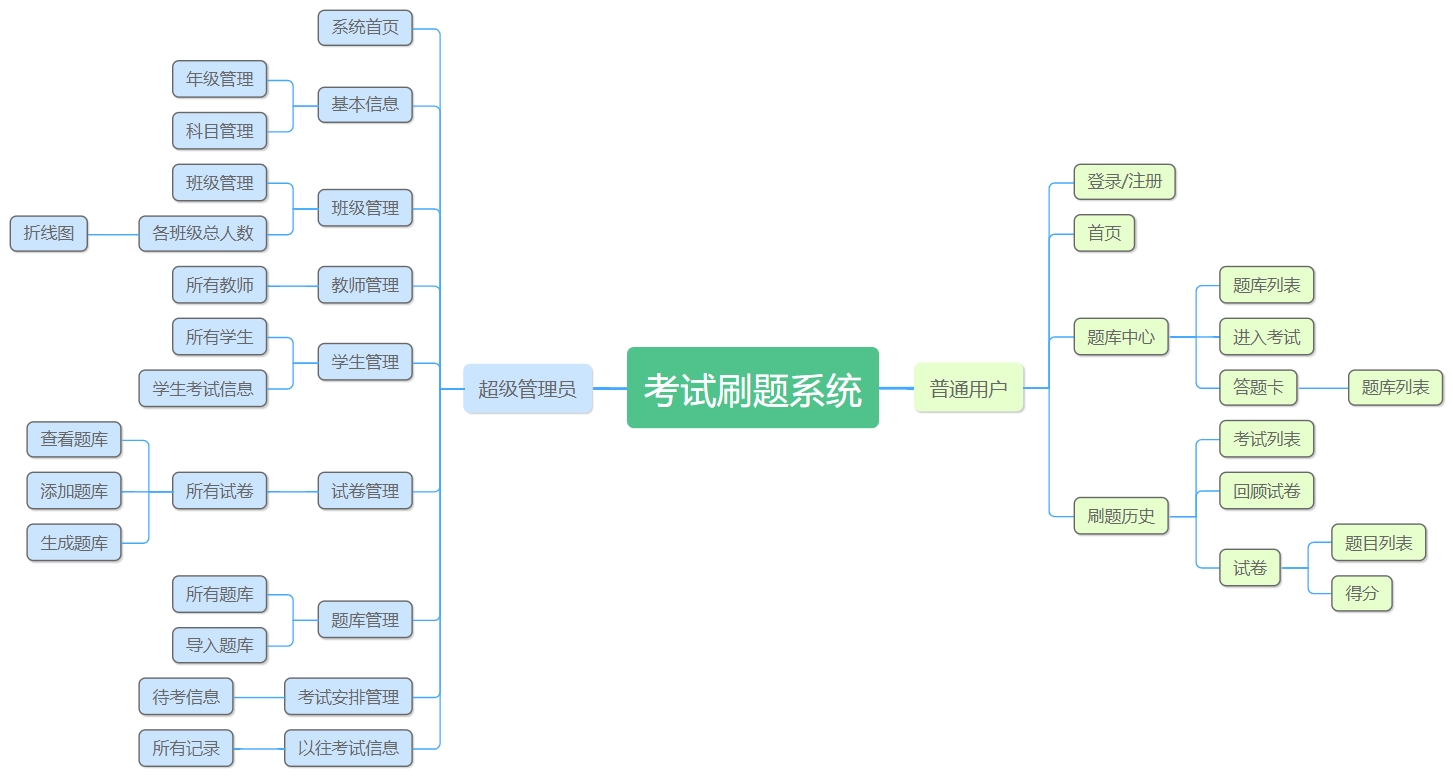 考试刷题系统
超级管理员
系统首页
基本信息
年级管理
科目管理
班级管理
班级管理
各班级总人数
折线图
教师管理
所有教师
学生管理
所有学生
学生考试信息
试卷管理
所有试卷
查看题库
添加题库
生成题库
题库管理
所有题库
导入题库
考试安排管理
待考信息
以往考试信息
所有记录
普通用户
登录/注册
首页
题库中心
题库列表
进入考试
答题卡
题库列表
刷题历史
考试列表
回顾试卷
试卷
题目列表
得分